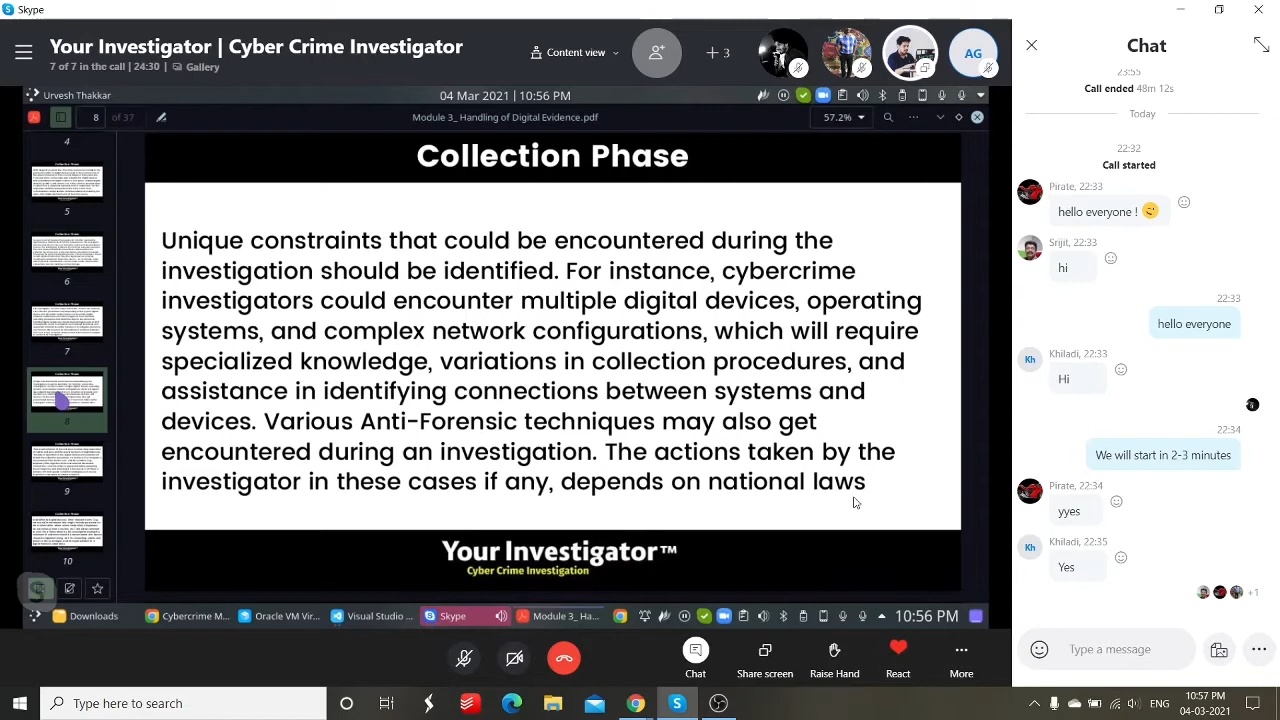 Skype
Your Investigator | Cyber Crime Investigator
7 of 7 in the call | 24:30 | Gallery
Content view
+ 3
AG
Urvesh Thakkar
04 Mar 2021 | 10:56 PM
8 of 37
Module 3_ Handling of Digital Evidence.pdf
57.2%
4
5
6
7
8
9
10
Collection Phase
Unique constraints that could be encountered during the
investigation should be identified. For instance, cybercrime
investigators could encounter multiple digital devices, operating
systems, and complex network configurations, which will require
specialized knowledge, variations in collection procedures, and
assistance in identifying connections between systems and
devices. Various Anti-Forensic techniques may also get
encountered during an investigation. The actions taken by the
investigator in these cases if any, depends on national laws
Your Investigator™
Cyber Crime Investigation
Downloads
Cybercrime M...
Oracle VM Vir...
Visual Studio ...
Skype
Module 3_ Ha...
10:56 PM
Chat
Share screen
Raise Hand
React
More
Chat
23:55
Call ended 48m 12s
Today
22:32
Call started
Pirate, 22:33
hello everyone !
Srijit, 22:33
hi
22:33
hello everyone
Kh
Khiladi, 22:33
Hi
22:34
We will start in 2-3 minutes
Pirate, 22:34
yyes
Kh
Khiladi, 22:35
Yes
+1
Type a message
Type here to search
ENG
10:57 PM
04-03-2021